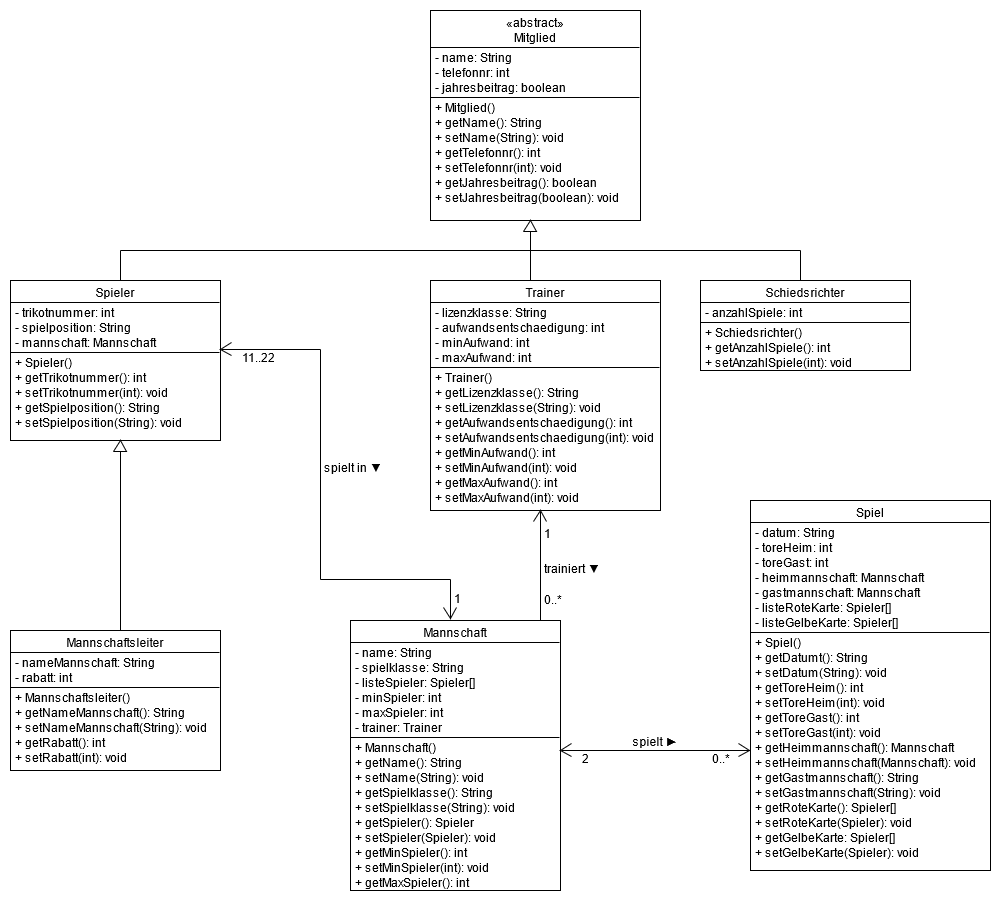 «abstract»
Mitglied
- name: String
- telefonnr: int
- jahresbeitrag: boolean
+ Mitglied()
+ getName(): String
+ setName(String): void
+ getTelefonnr(): int
+ setTelefonnr(int): void
+ getJahresbeitrag(): boolean
+ setJahresbeitrag(boolean): void
Spieler
- trikotnummer: int
- spielposition: String
- mannschaft: Mannschaft
+ Spieler()
+ getTrikotnummer(): int
+ setTrikotnummer(int): void
+ getSpielposition(): String
+ setSpielposition(String): void
Trainer
- lizenzklasse: String
- aufwandsentschaedigung: int
- minAufwand: int
- maxAufwand: int
+ Trainer()
+ getLizenzklasse(): String
+ setLizenzklasse(String): void
+ getAufwandsentschaedigung(): int
+ setAufwandsentschaedigung(int): void
+ getMinAufwand(): int
+ setMinAufwand(int): void
+ getMaxAufwand(): int
+ setMaxAufwand(int): void
Schiedsrichter
- anzahlSpiele: int
+ Schiedsrichter()
+ getAnzahlSpiele(): int
+ setAnzahlSpiele(int): void
11..22
spielt in ▼
1
1
trainiert ▼
0..*
Mannschaftsleiter
- nameMannschaft: String
- rabatt: int
+ Mannschaftsleiter()
+ getNameMannschaft(): String
+ setNameMannschaft(String): void
+ getRabatt(): int
+ setRabatt(int): void
Mannschaft
- name: String
- spielklasse: String
- listeSpieler: Spieler[]
- minSpieler: int
- maxSpieler: int
- trainer: Trainer
+ Mannschaft()
+ getName(): String
+ setName(String): void
+ getSpielklasse(): String
+ setSpielklasse(String): void
+ getSpieler(): Spieler
+ setSpieler(Spieler): void
+ getMinSpieler(): int
+ setMinSpieler(int): void
+ getMaxSpieler(): int
spielt ►
2
0..*
Spiel
- datum: String
- toreHeim: int
- toreGast: int
- heimmannschaft: Mannschaft
- gastmannschaft: Mannschaft
- listeRoteKarte: Spieler[]
- listeGelbeKarte: Spieler[]
+ Spiel()
+ getDatumt(): String
+ setDatum(String): void
+ getToreHeim(): int
+ setToreHeim(int): void
+ getToreGast(): int
+ setToreGast(int): void
+ getHeimmannschaft(): Mannschaft
+ setHeimmannschaft(Mannschaft): void
+ getGastmannschaft(): String
+ setGastmannschaft(String): void
+ getRoteKarte(): Spieler[]
+ setRoteKarte(Spieler): void
+ getGelbeKarte: Spieler[]
+ setGelbeKarte(Spieler): void